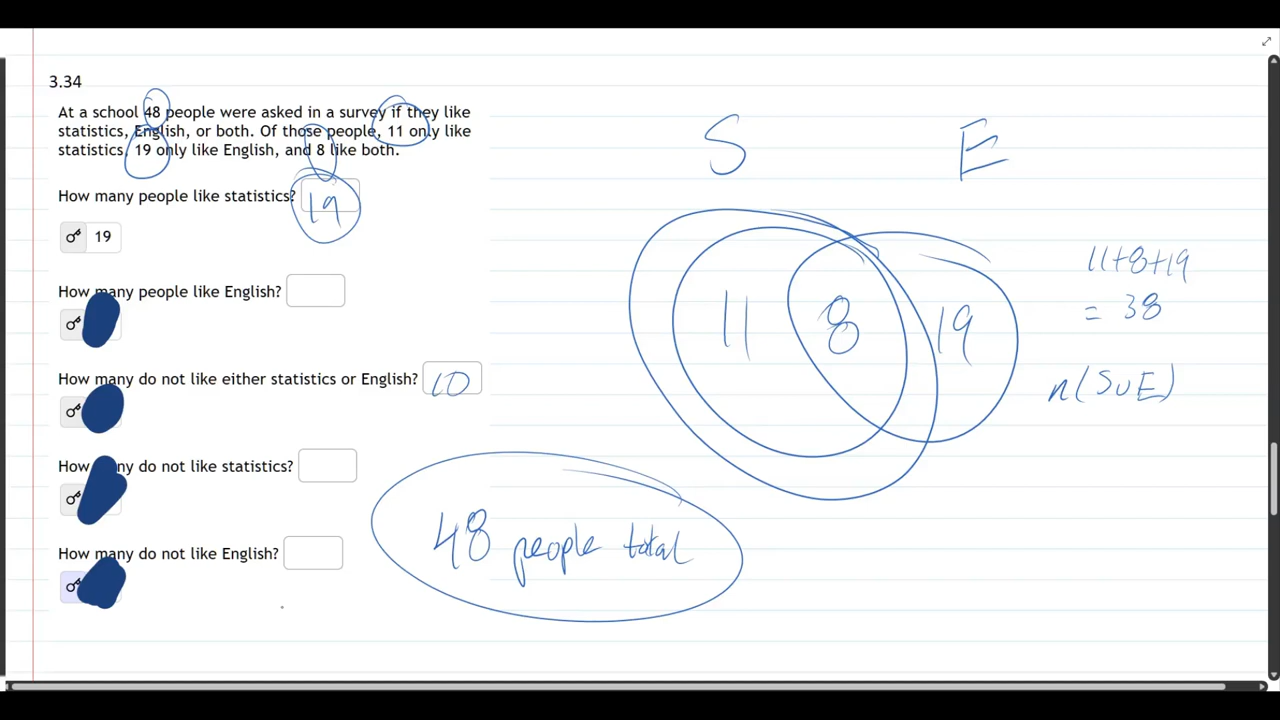 3.34
At a school 48 people were asked in a survey if they like
statistics, English, or both. Of those people, 11 only like
statistics, 19 only like English, and 8 like both.
How many people like statistics? 19
19
How many people like English?
How many do not like either statistics or English? 10
How many do not like statistics?
How many do not like English?
48 people total
S E
11 8 19
11+8+19
= 38
n(S∪E)